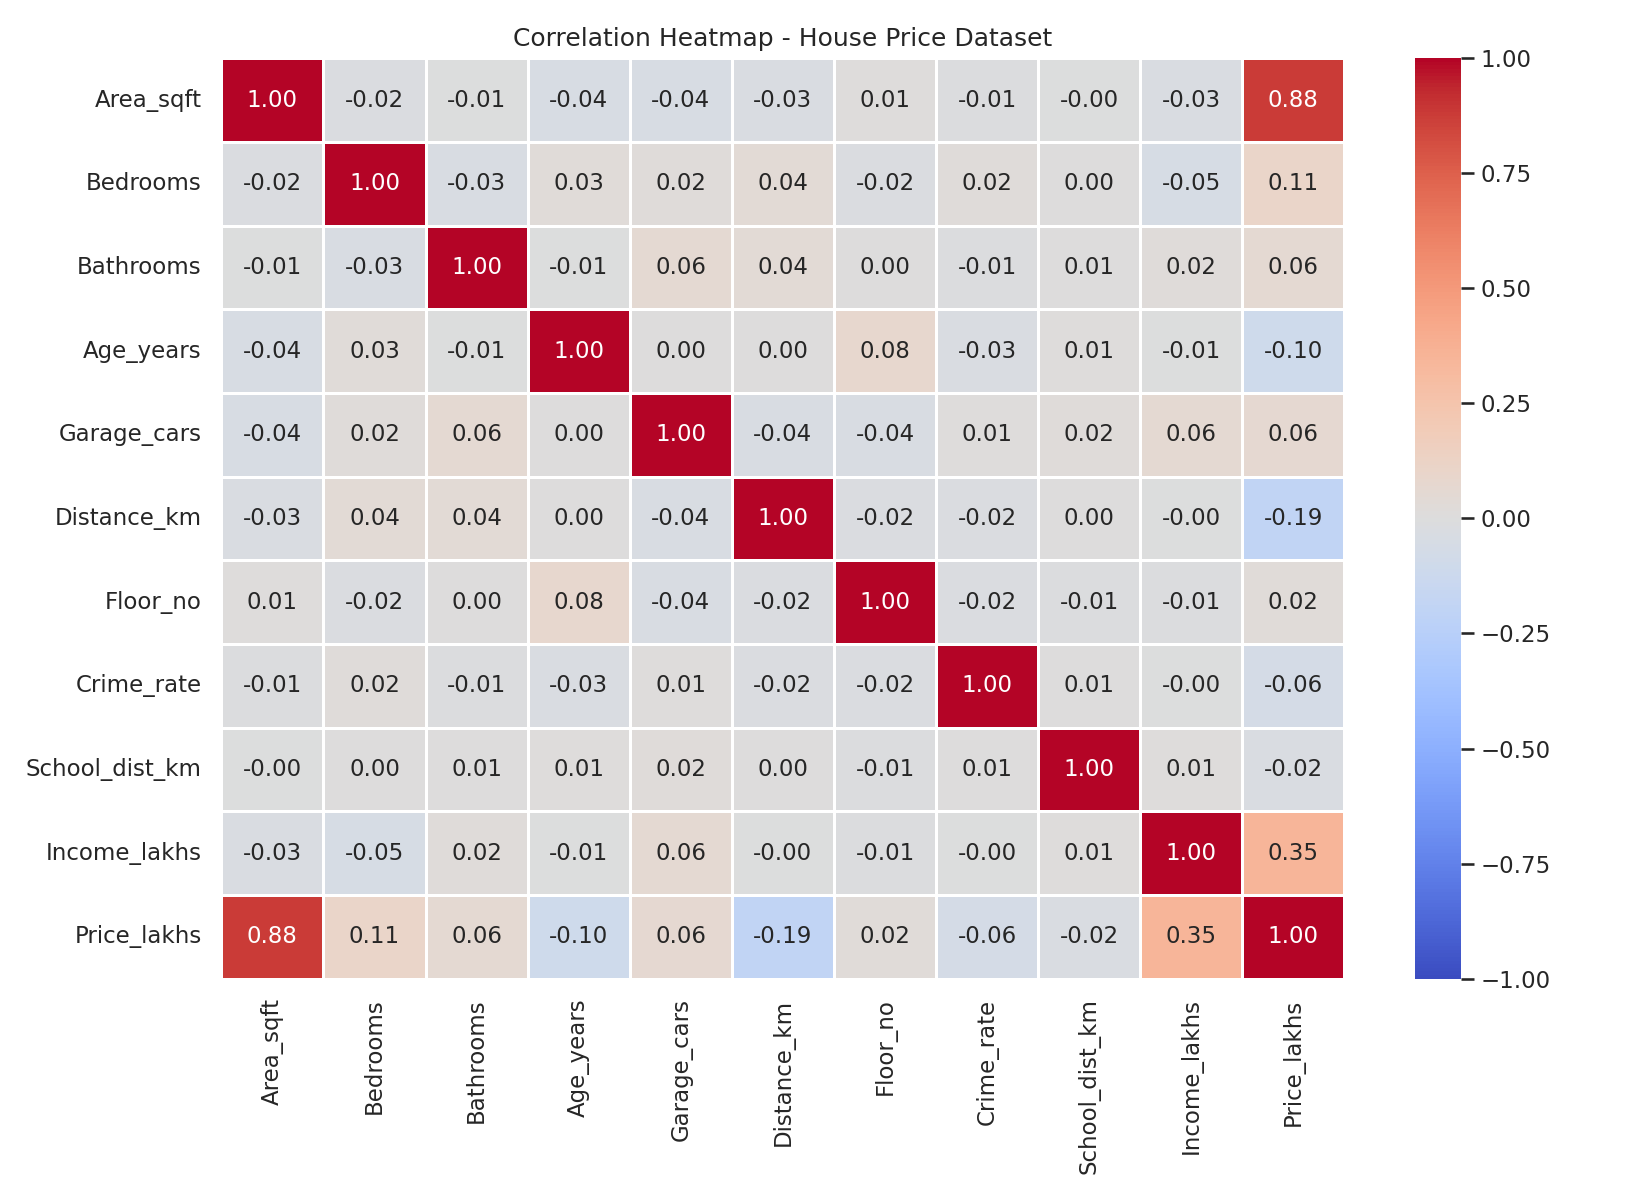 Correlation Heatmap - House Price Dataset
Area_sqft 1.00 -0.02 -0.01 -0.04 -0.04 -0.03 0.01 -0.01 -0.00 -0.03 0.88
Bedrooms -0.02 1.00 -0.03 0.03 0.02 0.04 -0.02 0.02 0.00 -0.05 0.11
Bathrooms -0.01 -0.03 1.00 -0.01 0.06 0.04 0.00 -0.01 0.01 0.02 0.06
Age_years -0.04 0.03 -0.01 1.00 0.00 0.00 0.08 -0.03 0.01 -0.01 -0.10
Garage_cars -0.04 0.02 0.06 0.00 1.00 -0.04 -0.04 0.01 0.02 0.06 0.06
Distance_km -0.03 0.04 0.04 0.00 -0.04 1.00 -0.02 -0.02 0.00 -0.00 -0.19
Floor_no 0.01 -0.02 0.00 0.08 -0.04 -0.02 1.00 -0.02 -0.01 -0.01 0.02
Crime_rate -0.01 0.02 -0.01 -0.03 0.01 -0.02 -0.02 1.00 0.01 -0.00 -0.06
School_dist_km -0.00 0.00 0.01 0.01 0.02 0.00 -0.01 0.01 1.00 0.01 -0.02
Income_lakhs -0.03 -0.05 0.02 -0.01 0.06 -0.00 -0.01 -0.00 0.01 1.00 0.35
Price_lakhs 0.88 0.11 0.06 -0.10 0.06 -0.19 0.02 -0.06 -0.02 0.35 1.00
Area_sqft
Bedrooms
Bathrooms
Age_years
Garage_cars
Distance_km
Floor_no
Crime_rate
School_dist_km
Income_lakhs
Price_lakhs
1.00
0.75
0.50
0.25
0.00
−0.25
−0.50
−0.75
−1.00